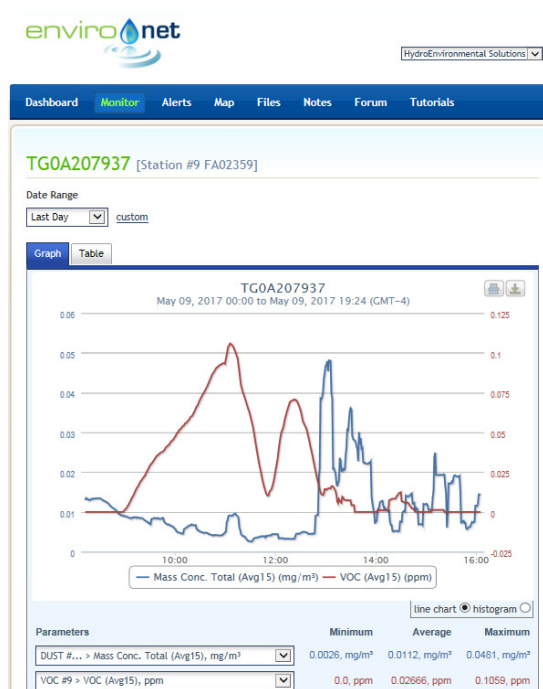 environet
HydroEnvironmental Solutions
Dashboard Monitor Alerts Map Files Notes Forum Tutorials
TG0A207937 [Station #9 FA02359]
Date Range
Last Day custom
Graph Table
TG0A207937
May 09, 2017 00:00 to May 09, 2017 19:24 (GMT-4)
0.06 0.125
0.05 0.1
0.04 0.075
0.03 0.05
0.02 0.025
0.01 0
0 -0.025
10:00 12:00 14:00 16:00
Mass Conc. Total (Avg15) (mg/m³) VOC (Avg15) (ppm)
line chart histogram
Parameters Minimum Average Maximum
DUST #... > Mass Conc. Total (Avg15), mg/m³ 0.0026, mg/m³ 0.0112, mg/m³ 0.0481, mg/m³
VOC #9 > VOC (Avg15), ppm 0.0, ppm 0.02666, ppm 0.1059, ppm